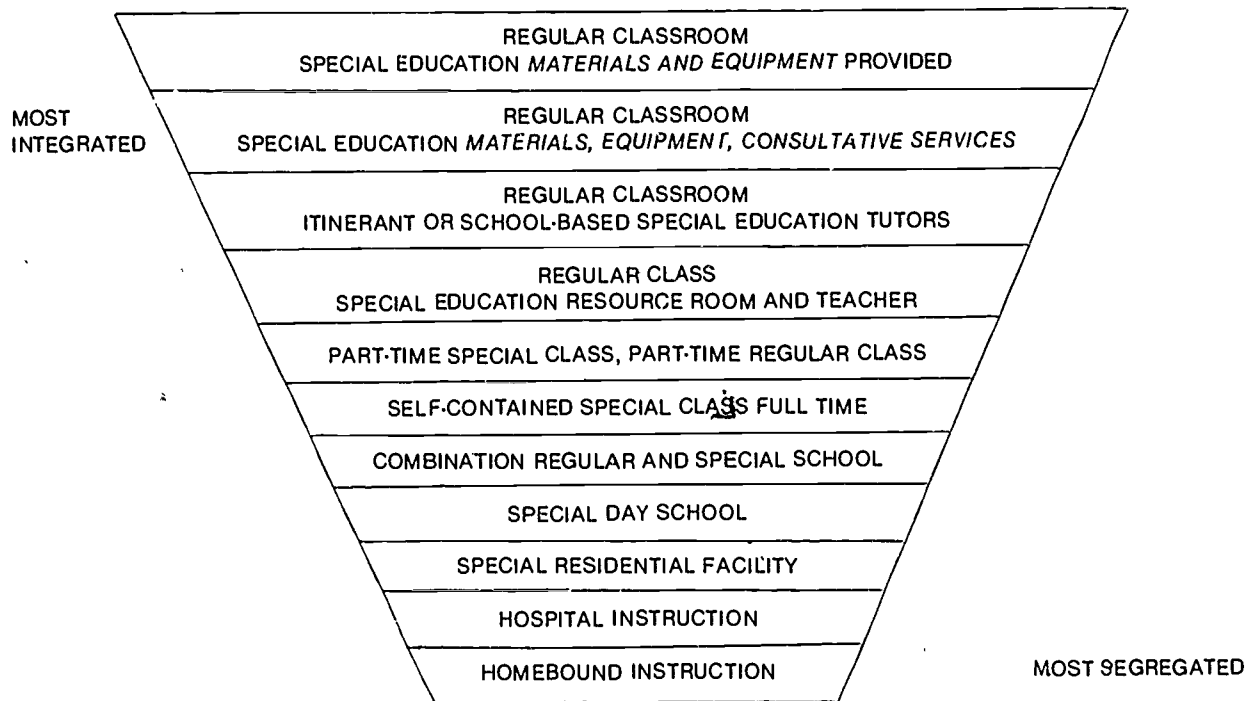 REGULAR CLASSROOM
SPECIAL EDUCATION MATERIALS AND EQUIPMENT PROVIDED
MOST
INTEGRATED
REGULAR CLASSROOM
SPECIAL EDUCATION MATERIALS, EQUIPMENT, CONSULTATIVE SERVICES
REGULAR CLASSROOM
ITINERANT OR SCHOOL-BASED SPECIAL EDUCATION TUTORS
REGULAR CLASS
SPECIAL EDUCATION RESOURCE ROOM AND TEACHER
PART-TIME SPECIAL CLASS, PART-TIME REGULAR CLASS
SELF-CONTAINED SPECIAL CLASS FULL TIME
COMBINATION REGULAR AND SPECIAL SCHOOL
SPECIAL DAY SCHOOL
SPECIAL RESIDENTIAL FACILITY
HOSPITAL INSTRUCTION
HOMEBOUND INSTRUCTION
MOST SEGREGATED